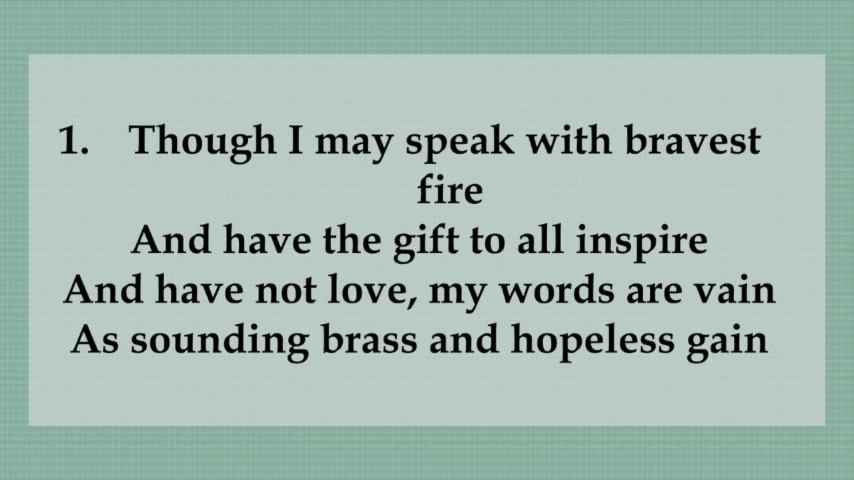 1. Though I may speak with bravest
fire
And have the gift to all inspire
And have not love, my words are vain
As sounding brass and hopeless gain